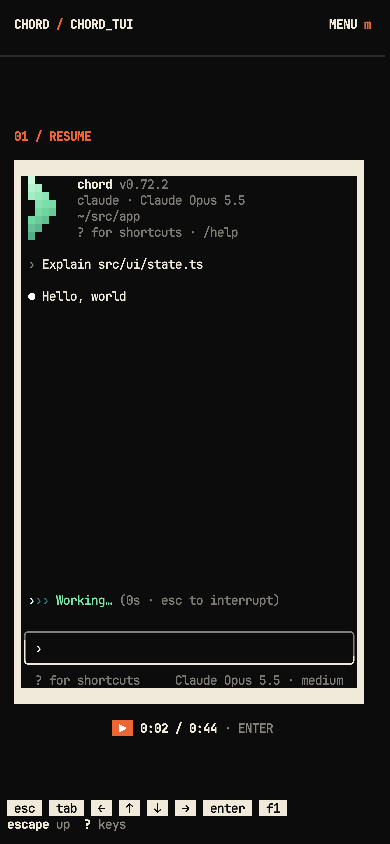 CHORD / CHORD_TUI MENU m
01 / RESUME
chord v0.72.2
claude · Claude Opus 5.5
~/src/app
? for shortcuts · /help
› Explain src/ui/state.ts
● Hello, world
››› Working… (0s · esc to interrupt)
›
? for shortcuts Claude Opus 5.5 · medium
▶ 0:02 / 0:44 · ENTER
esc tab ← ↑ ↓ → enter f1
escape up ? keys